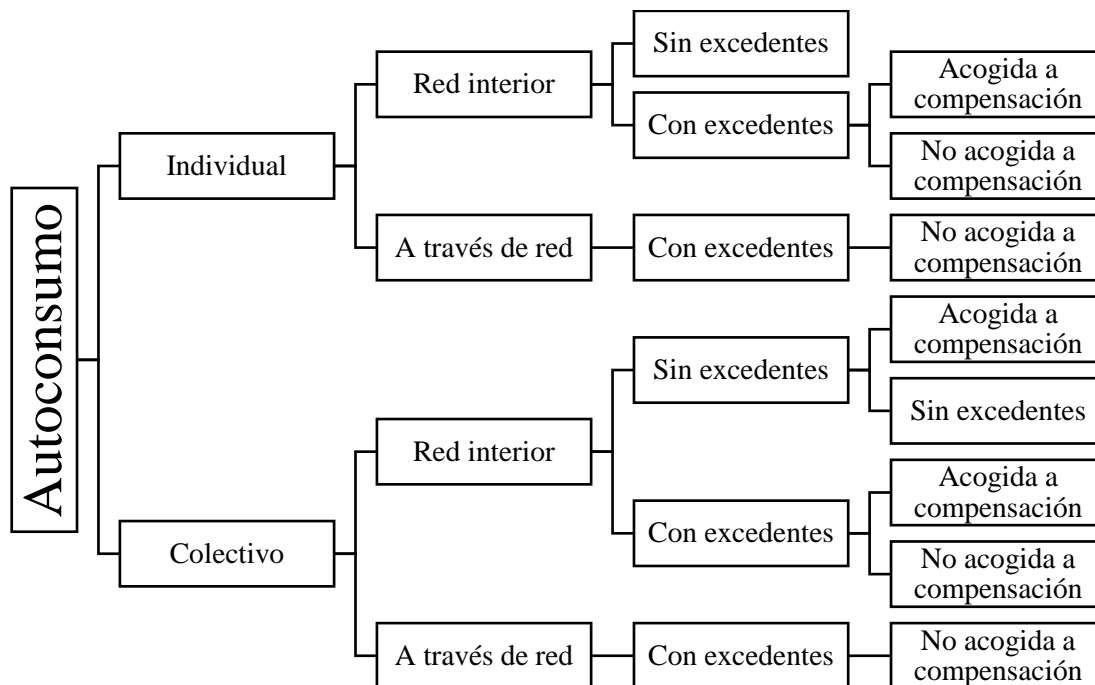 Autoconsumo
Individual
Red interior
Sin excedentes
Con excedentes
Acogida a
compensación
No acogida a
compensación
A través de red
Con excedentes
No acogida a
compensación
Colectivo
Red interior
Sin excedentes
Acogida a
compensación
Sin excedentes
Con excedentes
Acogida a
compensación
No acogida a
compensación
A través de red
Con excedentes
No acogida a
compensación